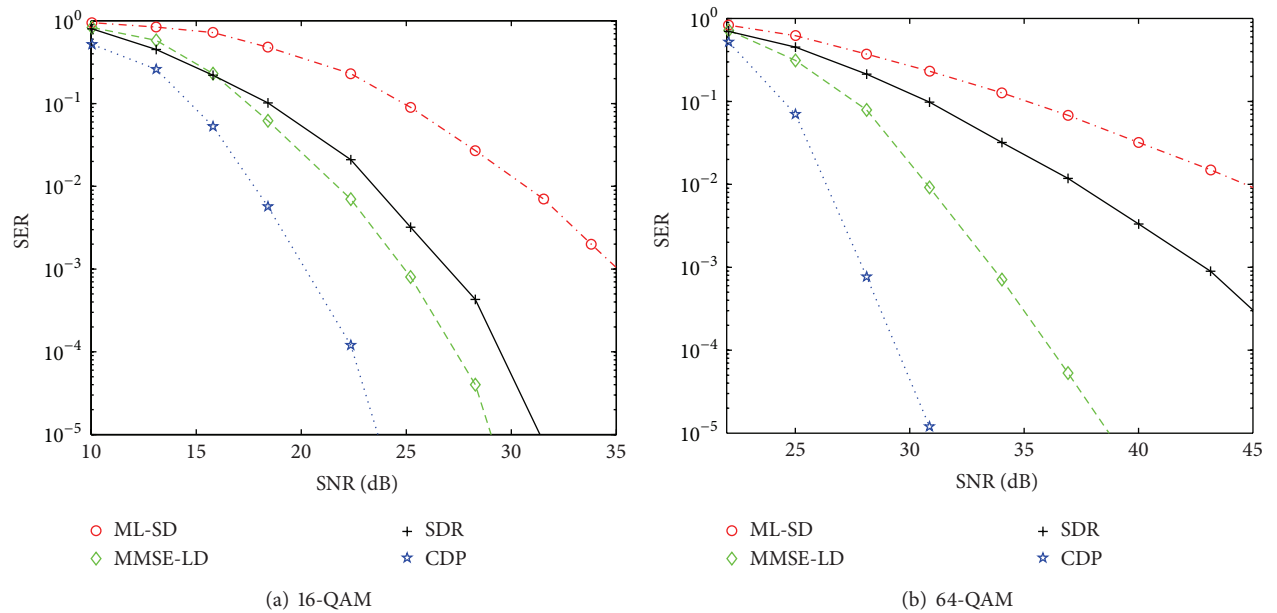 10^0
10^-1
10^-2
10^-3
10^-4
10^-5
SER
10 15 20 25 30 35
SNR (dB)
ML-SD
MMSE-LD
SDR
CDP
(a) 16-QAM
10^0
10^-1
10^-2
10^-3
10^-4
10^-5
SER
25 30 35 40 45
SNR (dB)
ML-SD
MMSE-LD
SDR
CDP
(b) 64-QAM